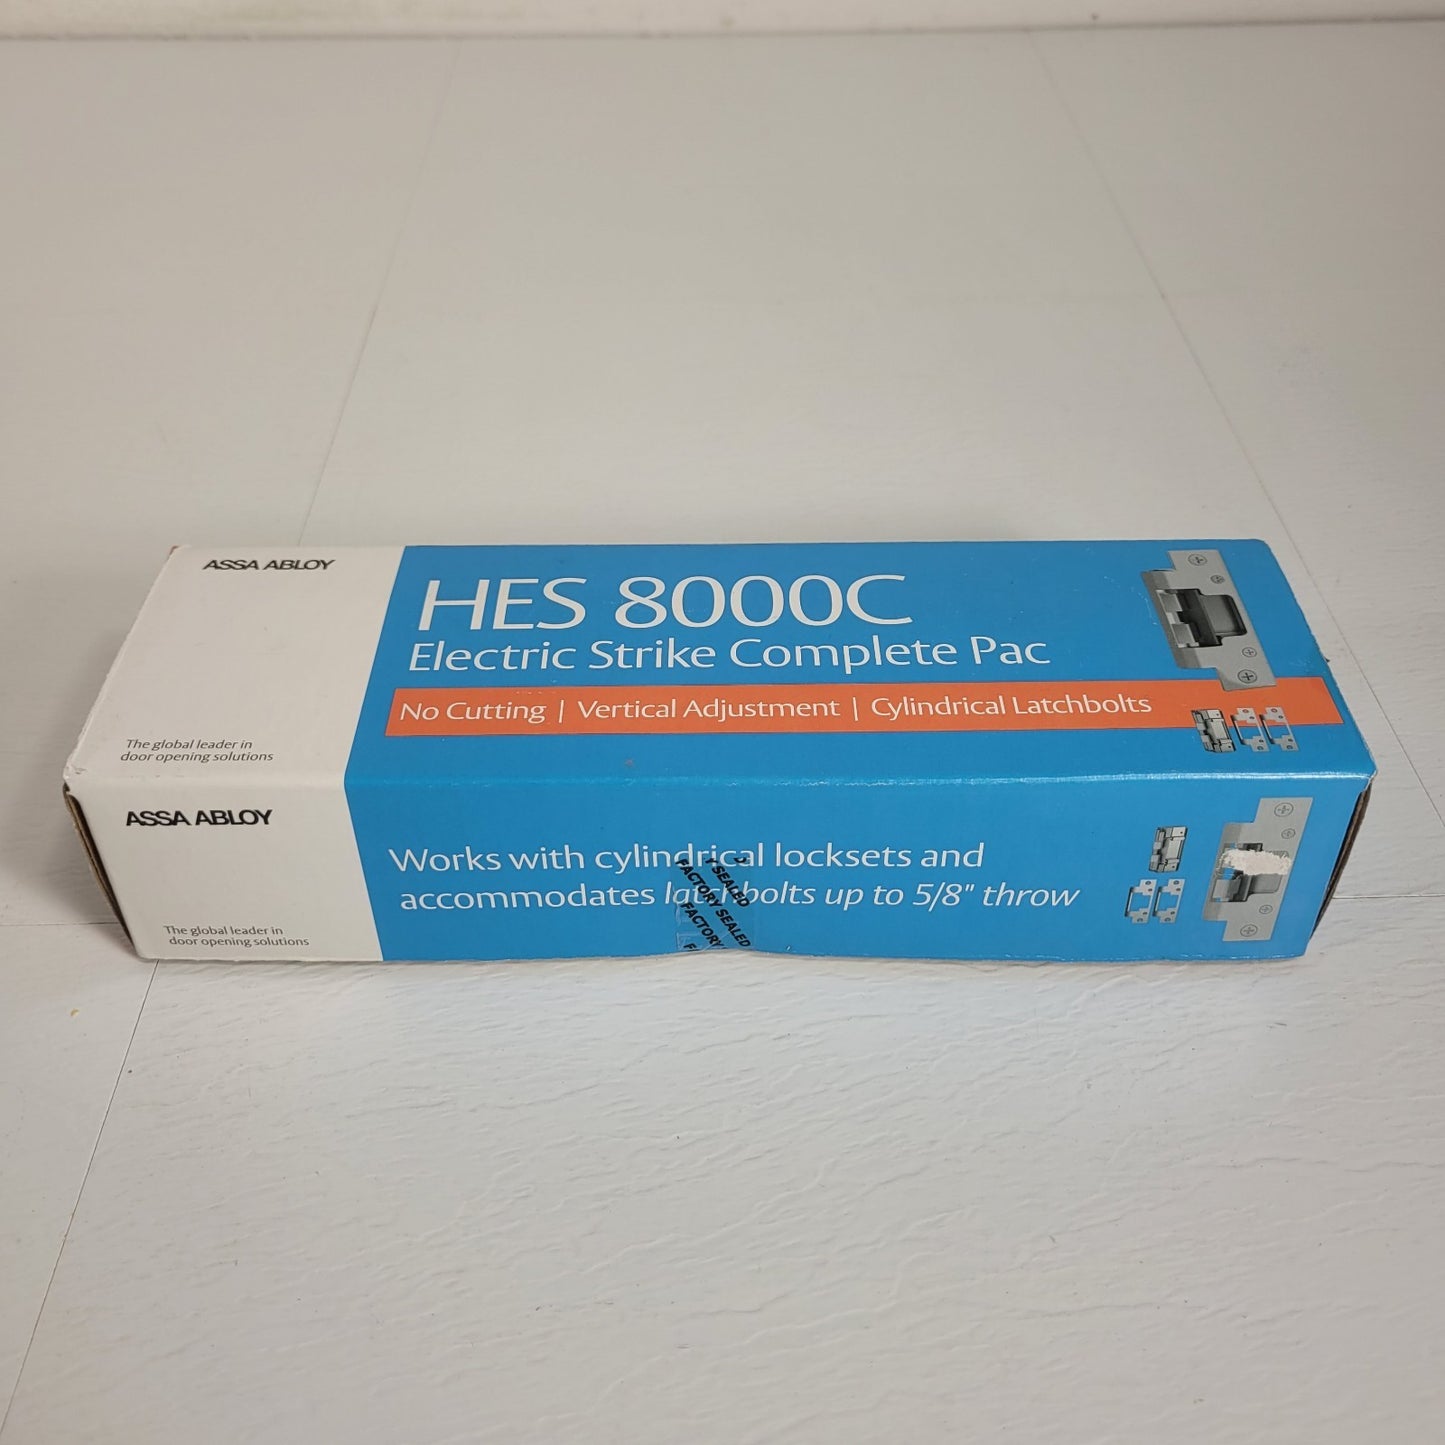 ASSA ABLOY
HES 8000C
Electric Strike Complete Pac
No Cutting | Vertical Adjustment | Cylindrical Latchbolts
The global leader in
door opening solutions
ASSA ABLOY
Works with cylindrical locksets and
accommodates latchbolts up to 5/8" throw
The global leader in
door opening solutions
SEALED
FACTORY SEALED
FACTORY